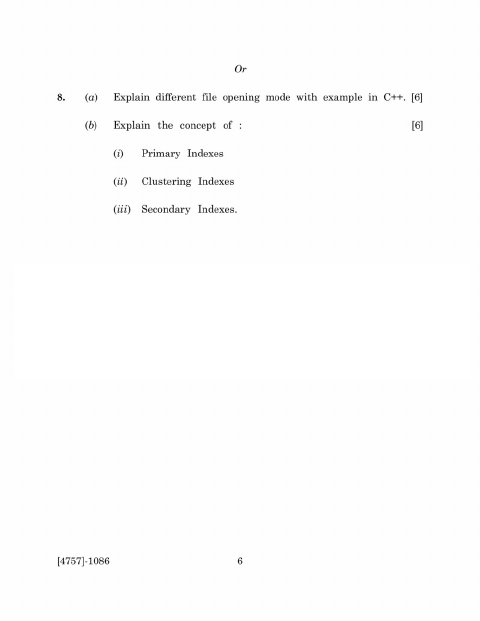 Or
8. (a) Explain different file opening mode with example in C++. [6]
(b) Explain the concept of : [6]
(i) Primary Indexes
(ii) Clustering Indexes
(iii) Secondary Indexes.
[4757]-1086 6